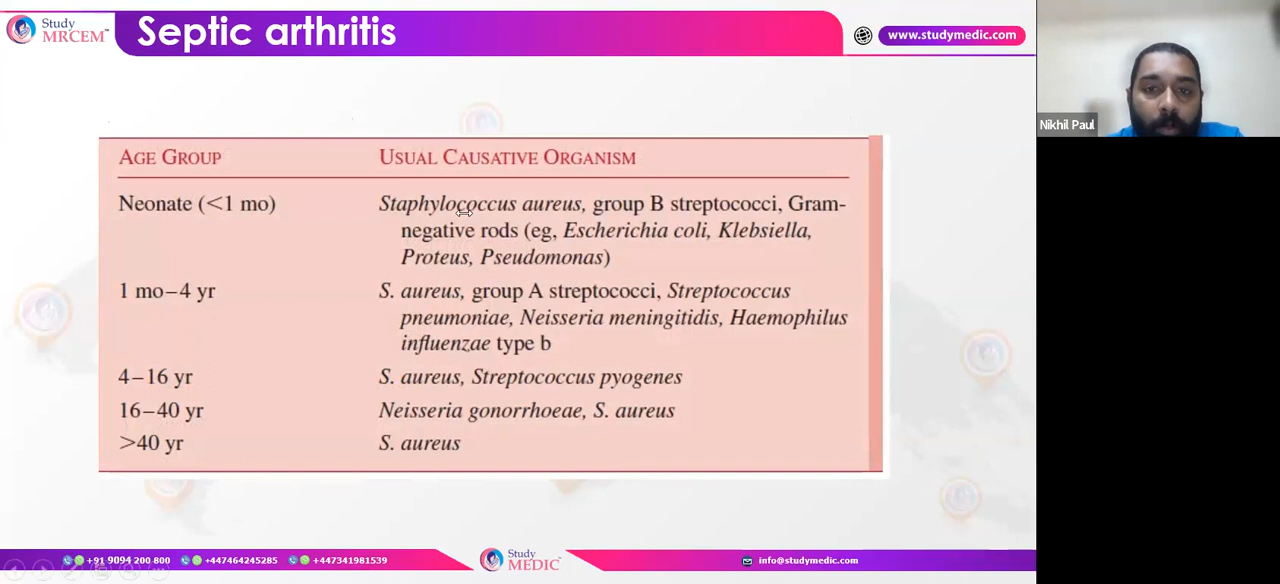 Study
MRCEM™
Septic arthritis
www.studymedic.com
Nikhil Paul
AGE GROUP
USUAL CAUSATIVE ORGANISM
Neonate (<1 mo)
Staphylococcus aureus, group B streptococci, Gram-
negative rods (eg, Escherichia coli, Klebsiella,
Proteus, Pseudomonas)
1 mo–4 yr
S. aureus, group A streptococci, Streptococcus
pneumoniae, Neisseria meningitidis, Haemophilus
influenzae type b
4–16 yr
S. aureus, Streptococcus pyogenes
16–40 yr
Neisseria gonorrhoeae, S. aureus
>40 yr
S. aureus
+91 9094 200 800
+447464245285
+447341981539
Study
MEDIC™
info@studymedic.com